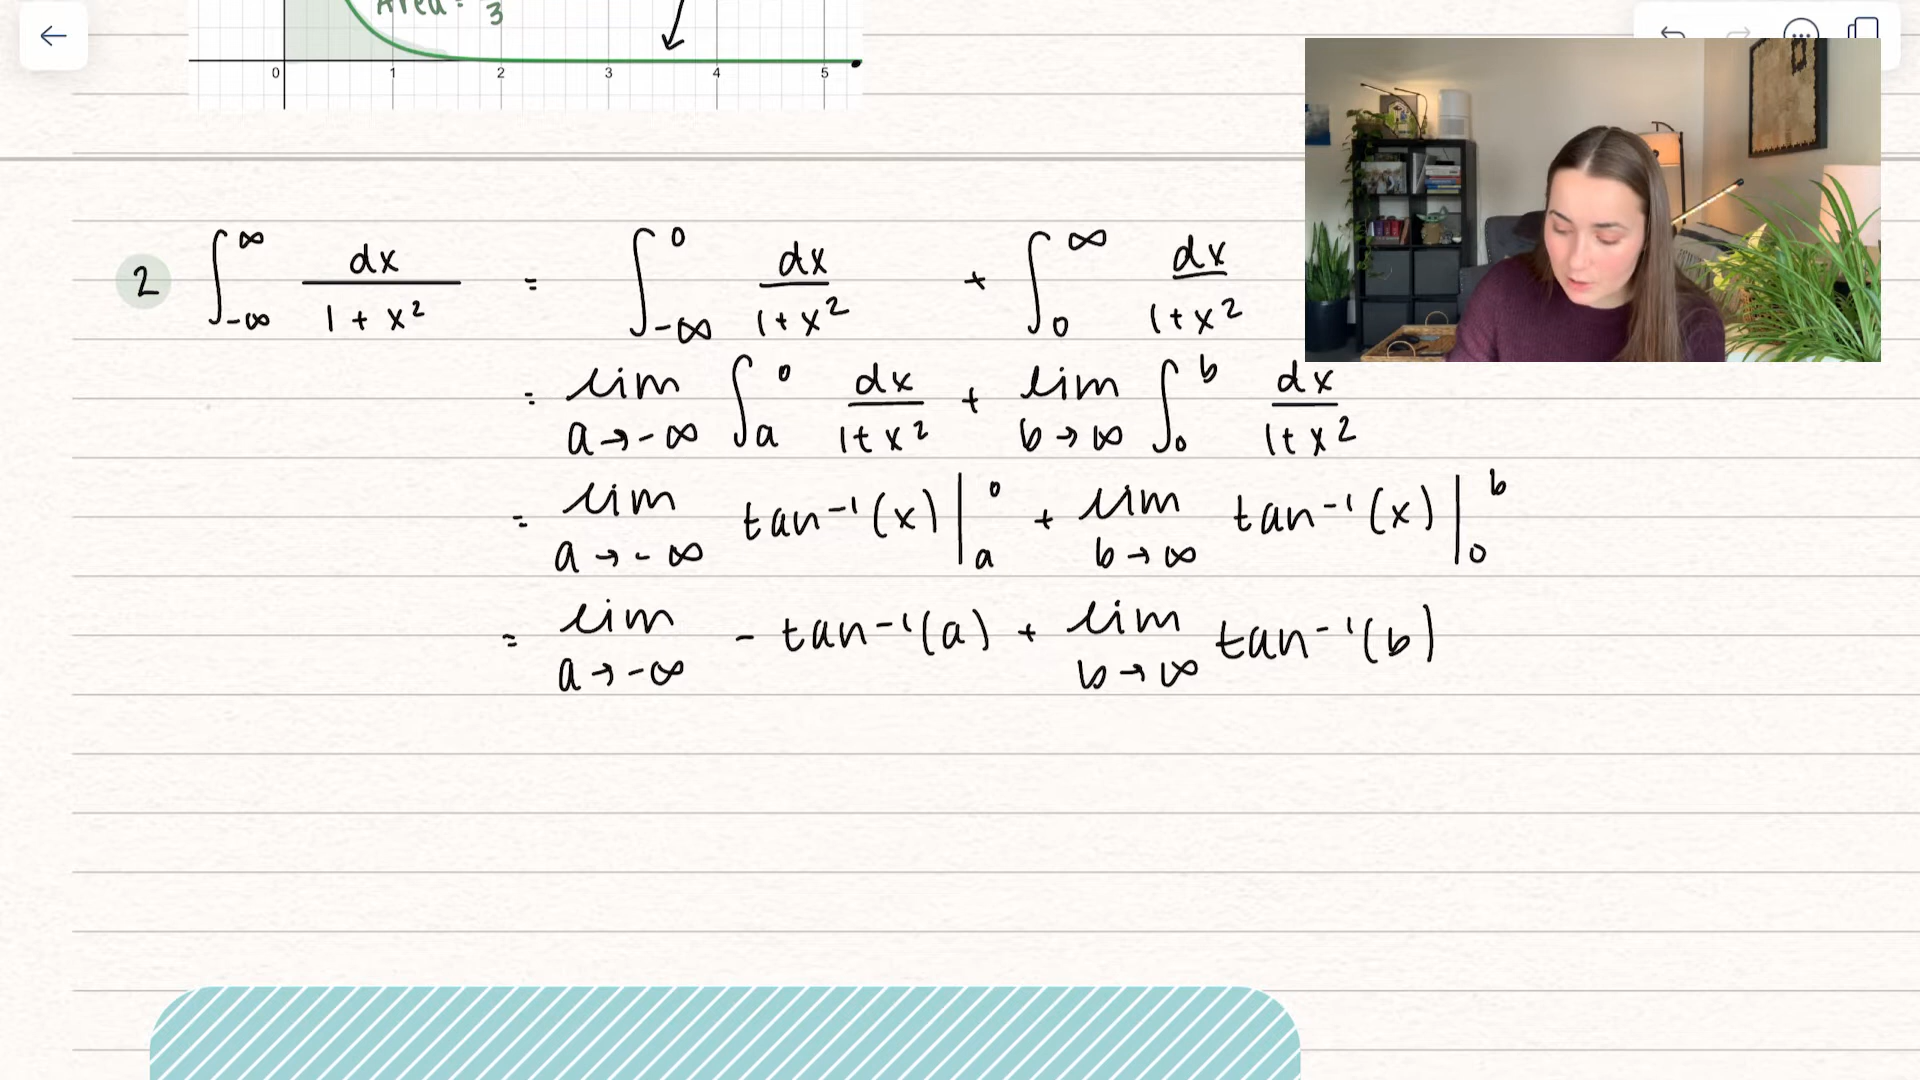 Area = 3
0 1 2 3 4 5
2 ∫_{-∞}^{∞} dx/(1 + x²) = ∫_{-∞}^{0} dx/(1+x²) + ∫_{0}^{∞} dx/(1+x²)
= lim_{a→-∞} ∫_{a}^{0} dx/(1+x²) + lim_{b→∞} ∫_{0}^{b} dx/(1+x²)
= lim_{a→-∞} tan⁻¹(x)|_{a}^{0} + lim_{b→∞} tan⁻¹(x)|_{0}^{b}
= lim_{a→-∞} - tan⁻¹(a) + lim_{b→∞} tan⁻¹(b)